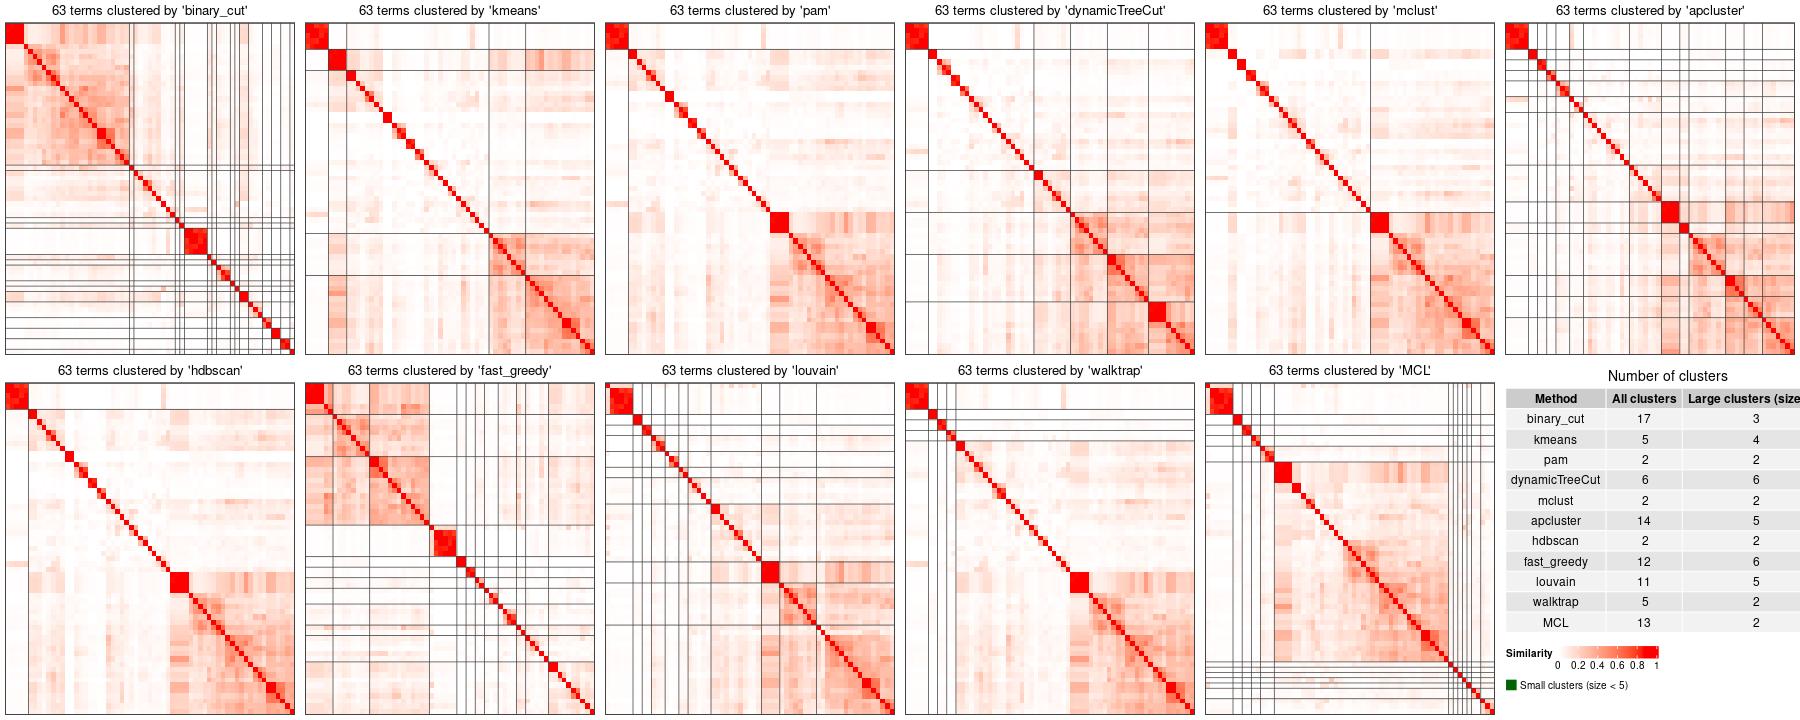 63 terms clustered by 'binary_cut'
63 terms clustered by 'kmeans'
63 terms clustered by 'pam'
63 terms clustered by 'dynamicTreeCut'
63 terms clustered by 'mclust'
63 terms clustered by 'apcluster'
63 terms clustered by 'hdbscan'
63 terms clustered by 'fast_greedy'
63 terms clustered by 'louvain'
63 terms clustered by 'walktrap'
63 terms clustered by 'MCL'
Number of clusters
Method All clusters Large clusters (size
binary_cut 17 3
kmeans 5 4
pam 2 2
dynamicTreeCut 6 6
mclust 2 2
apcluster 14 5
hdbscan 2 2
fast_greedy 12 6
louvain 11 5
walktrap 5 2
MCL 13 2
Similarity
0 0.2 0.4 0.6 0.8 1
Small clusters (size < 5)